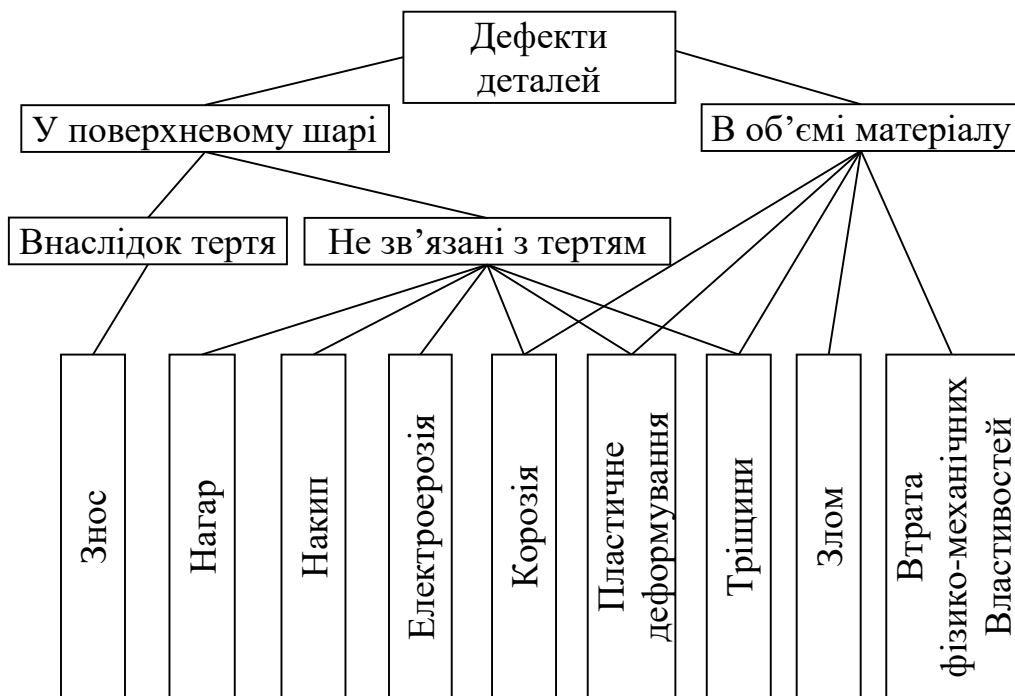 Дефекти
деталей
У поверхневому шарі
В об’ємі матеріалу
Внаслідок тертя
Не зв’язані з тертям
Знос
Нагар
Накип
Електроерозія
Корозія
Пластичне
деформування
Тріщини
Злом
Втрата
фізико-механічних
Властивостей